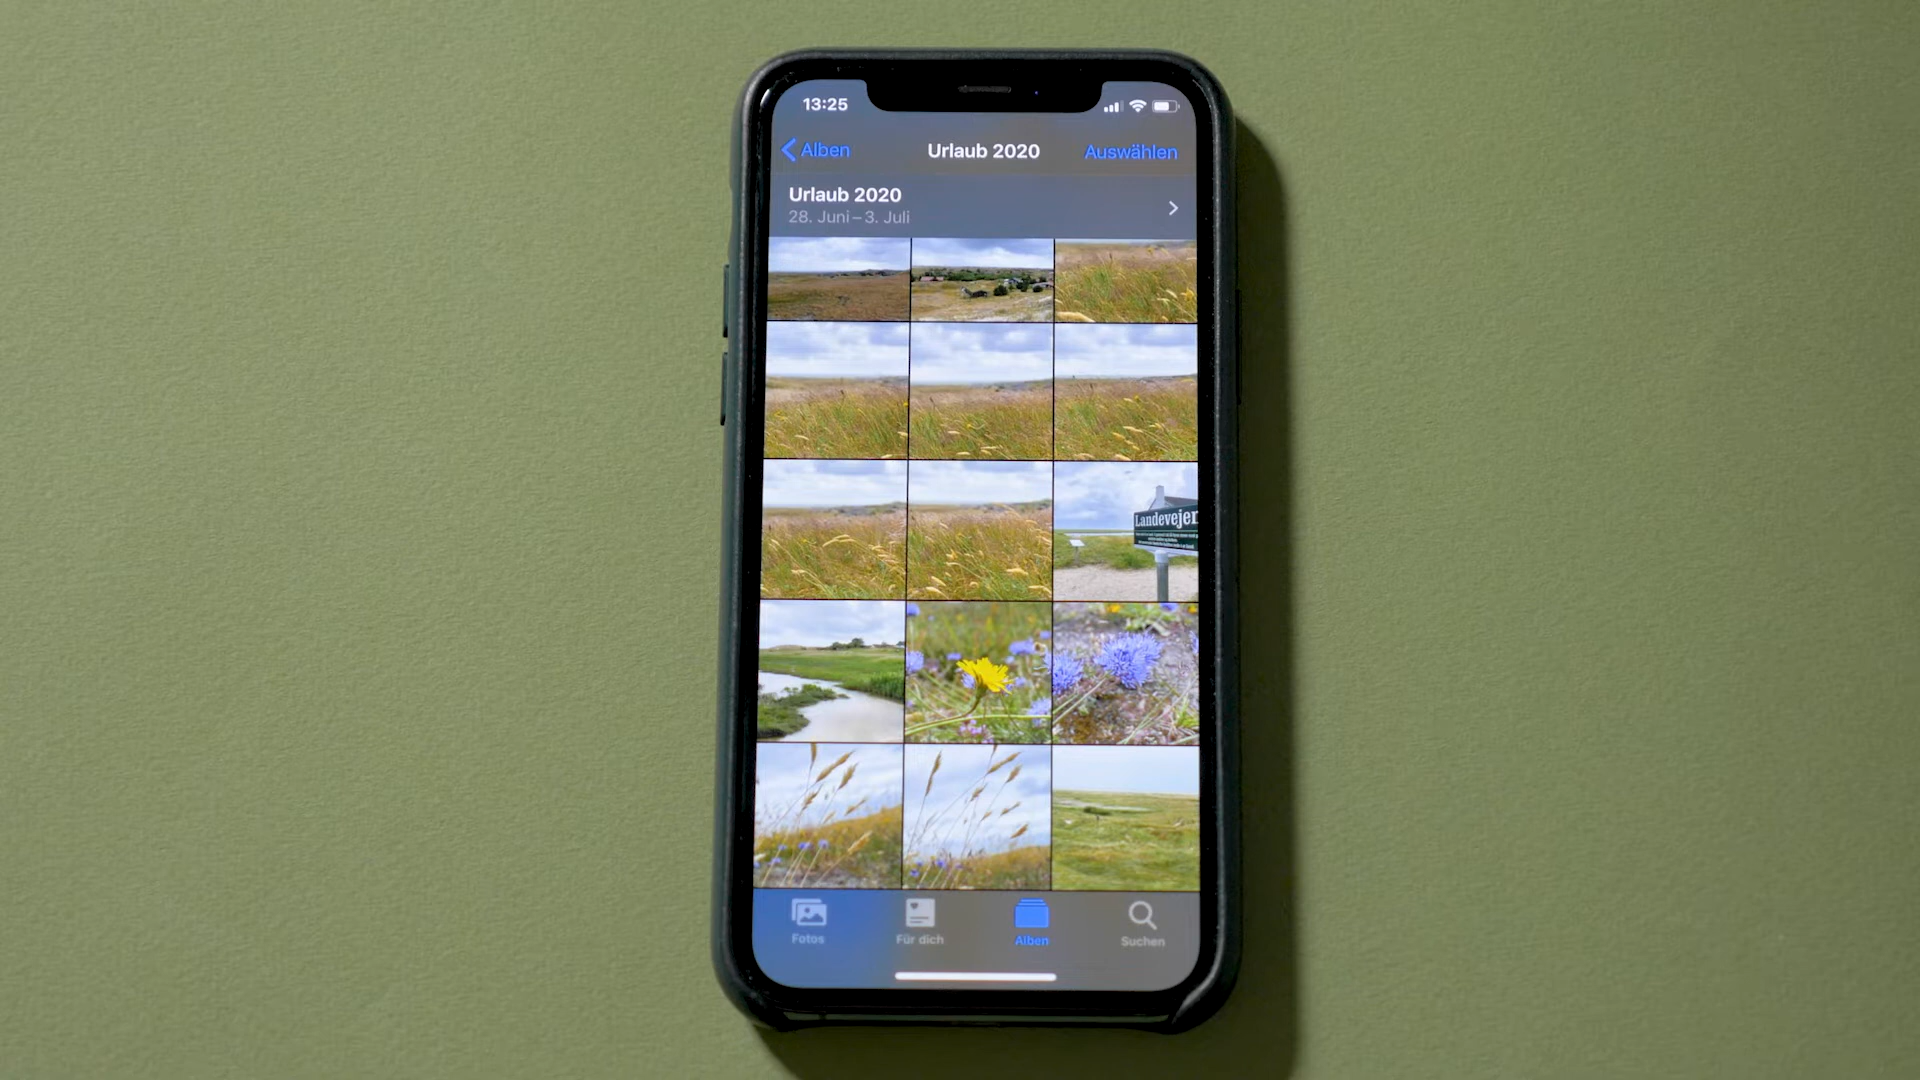 13:25
Alben
Urlaub 2020
Auswählen
Urlaub 2020
28. Juni – 3. Juli
Landevejen
Fotos
Für dich
Alben
Suchen